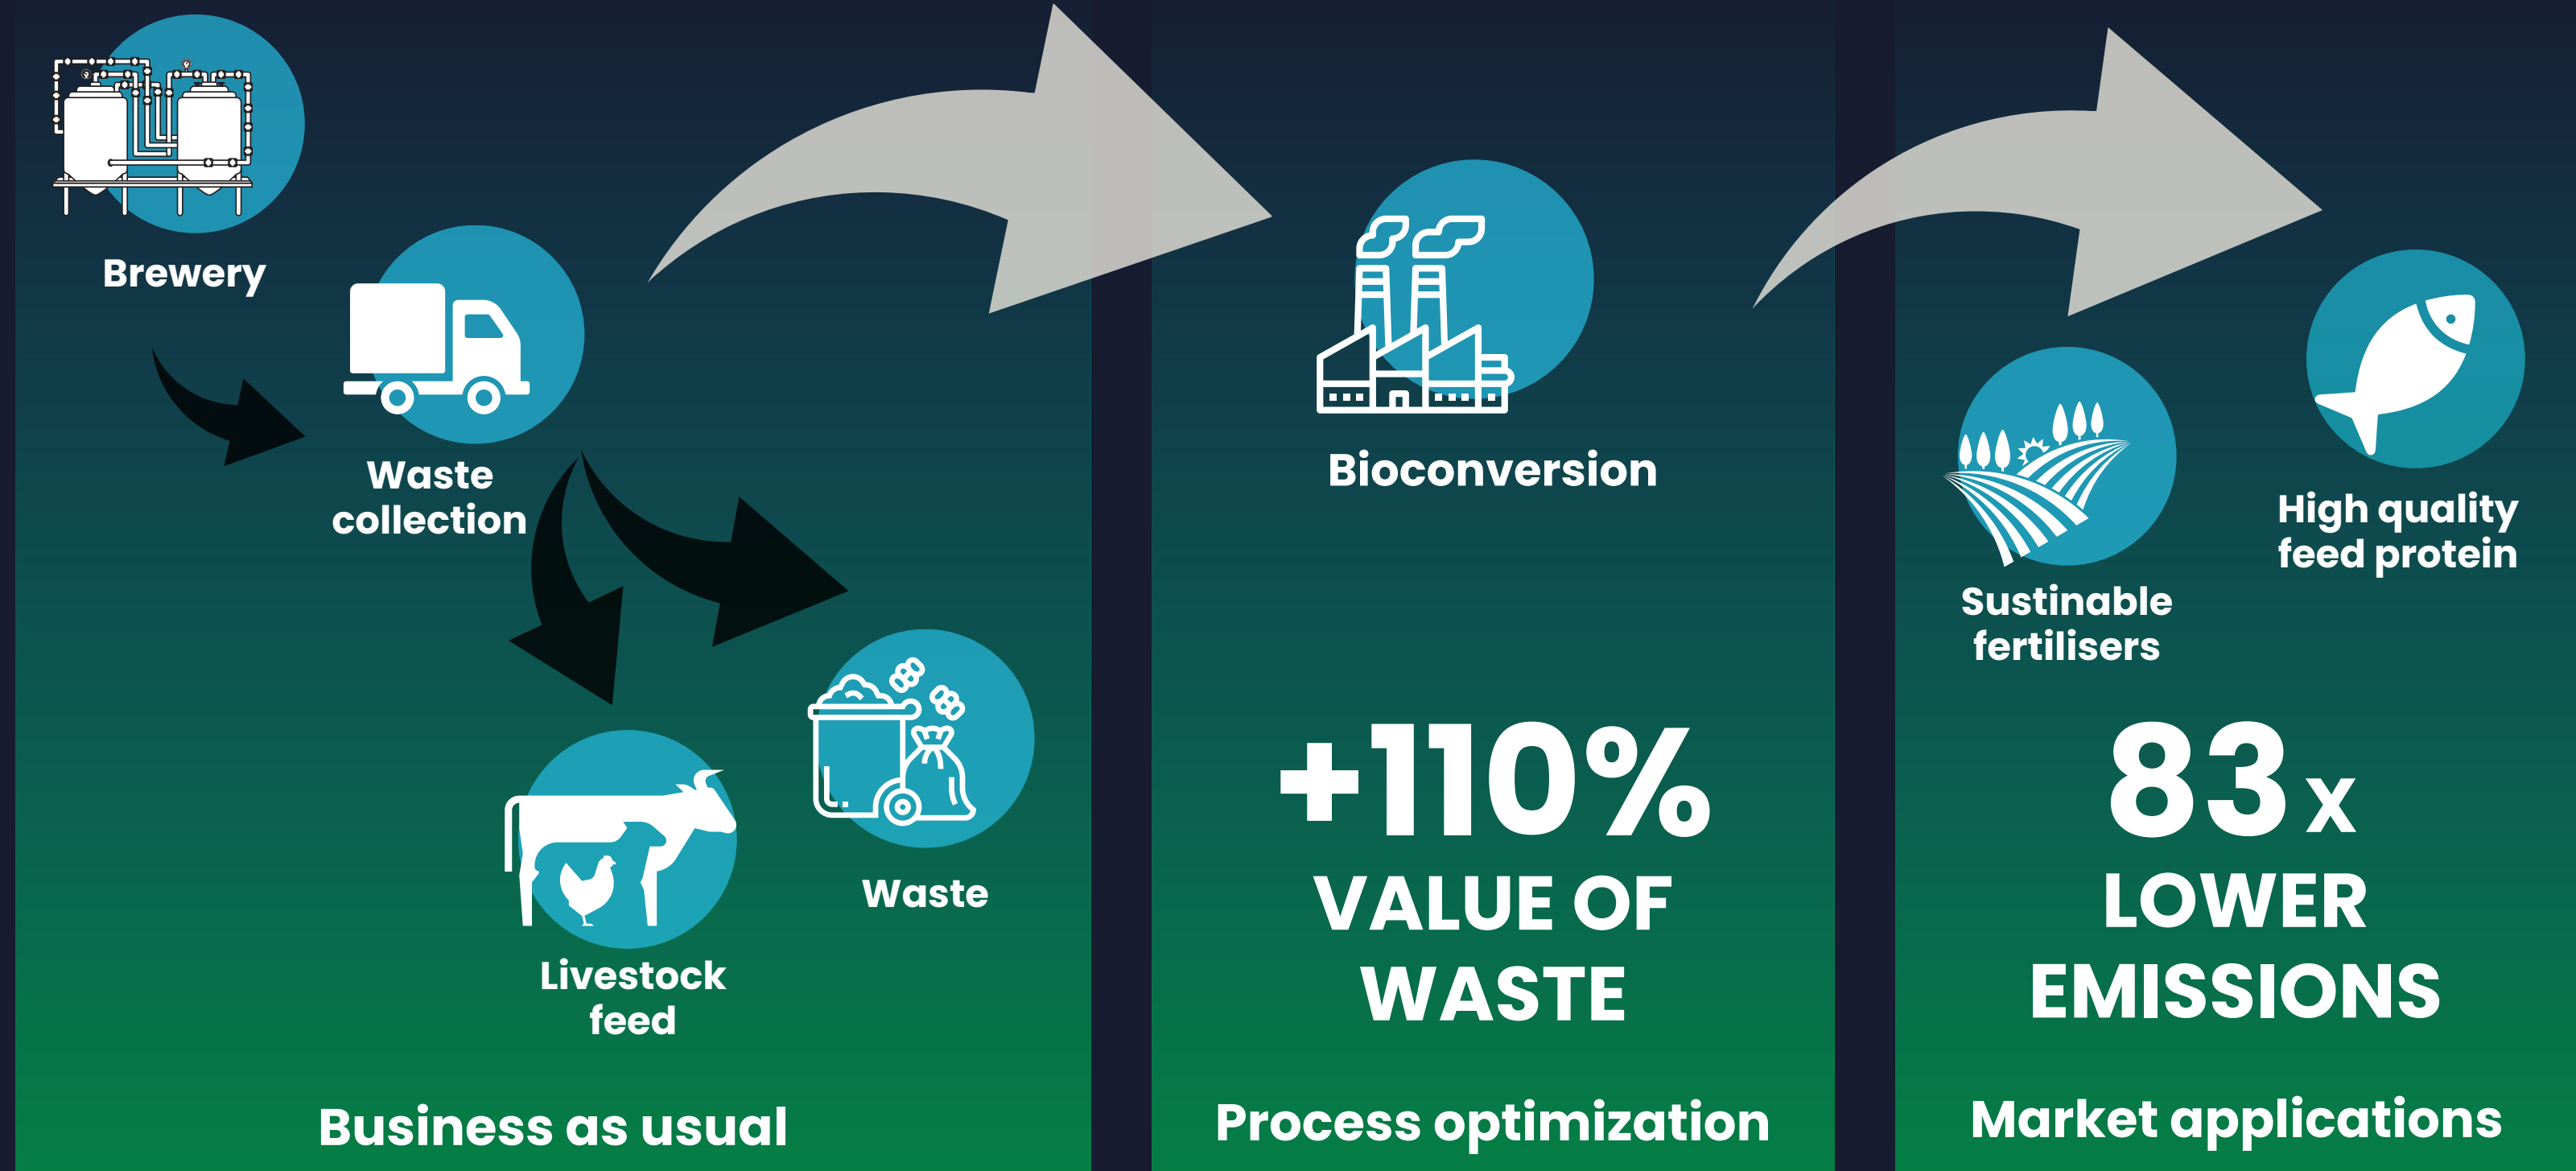 Brewery
Waste
collection
Livestock
feed
Waste
Business as usual
Bioconversion
+110%
VALUE OF
WASTE
Process optimization
Sustinable
fertilisers
High quality
feed protein
83 x
LOWER
EMISSIONS
Market applications